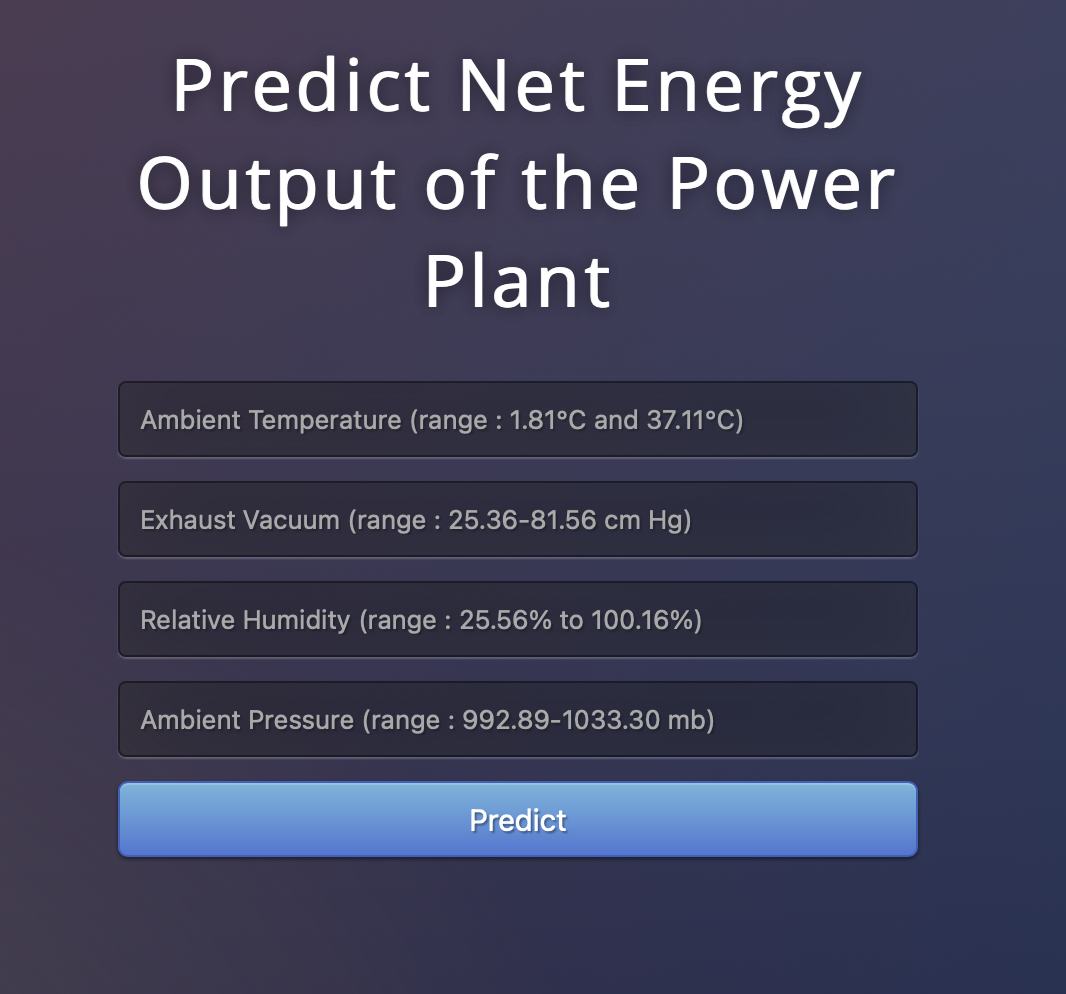 Predict Net Energy
Output of the Power
Plant
Ambient Temperature (range : 1.81°C and 37.11°C)
Exhaust Vacuum (range : 25.36-81.56 cm Hg)
Relative Humidity (range : 25.56% to 100.16%)
Ambient Pressure (range : 992.89-1033.30 mb)
Predict